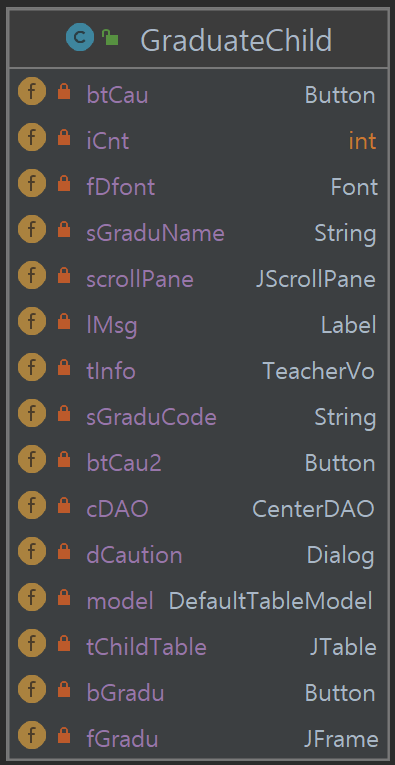 C GraduateChild
f btCau Button
f iCnt int
f fDfont Font
f sGraduName String
f scrollPane JScrollPane
f lMsg Label
f tInfo TeacherVo
f sGraduCode String
f btCau2 Button
f cDAO CenterDAO
f dCaution Dialog
f model DefaultTableModel
f tChildTable JTable
f bGradu Button
f fGradu JFrame